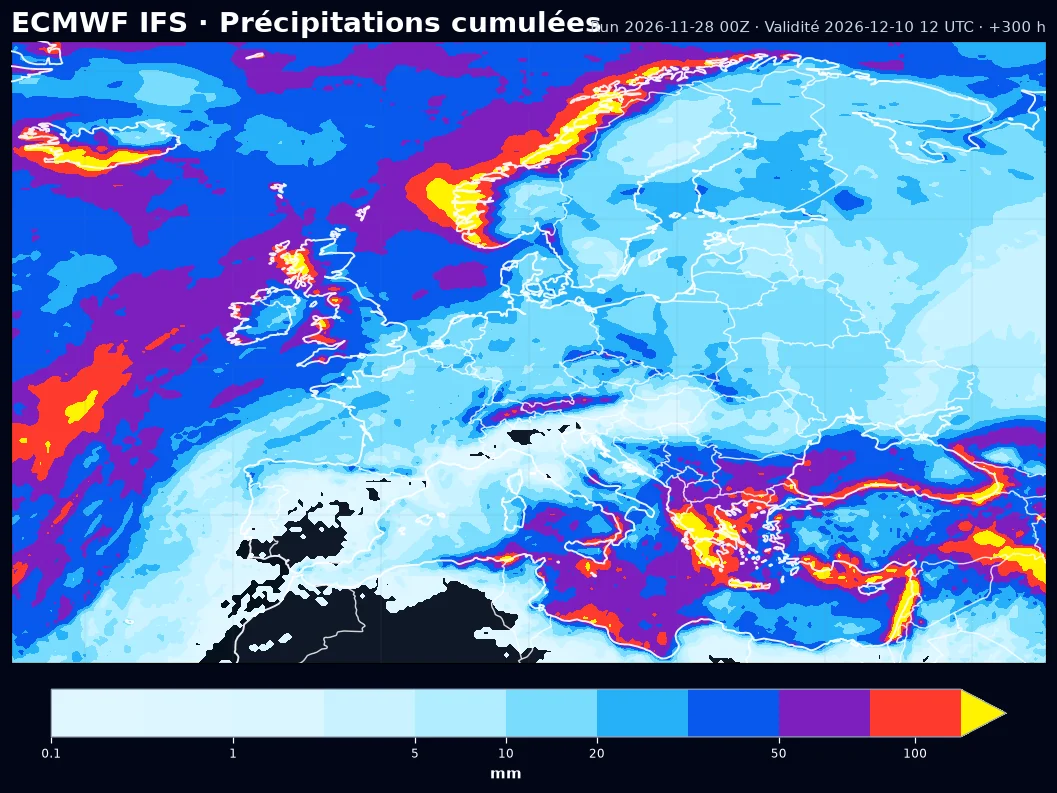 ECMWF IFS · Précipitations cumulées
Run 2026-11-28 00Z · Validité 2026-12-10 12 UTC · +300 h
0.1 1 5 10 20 50 100
mm